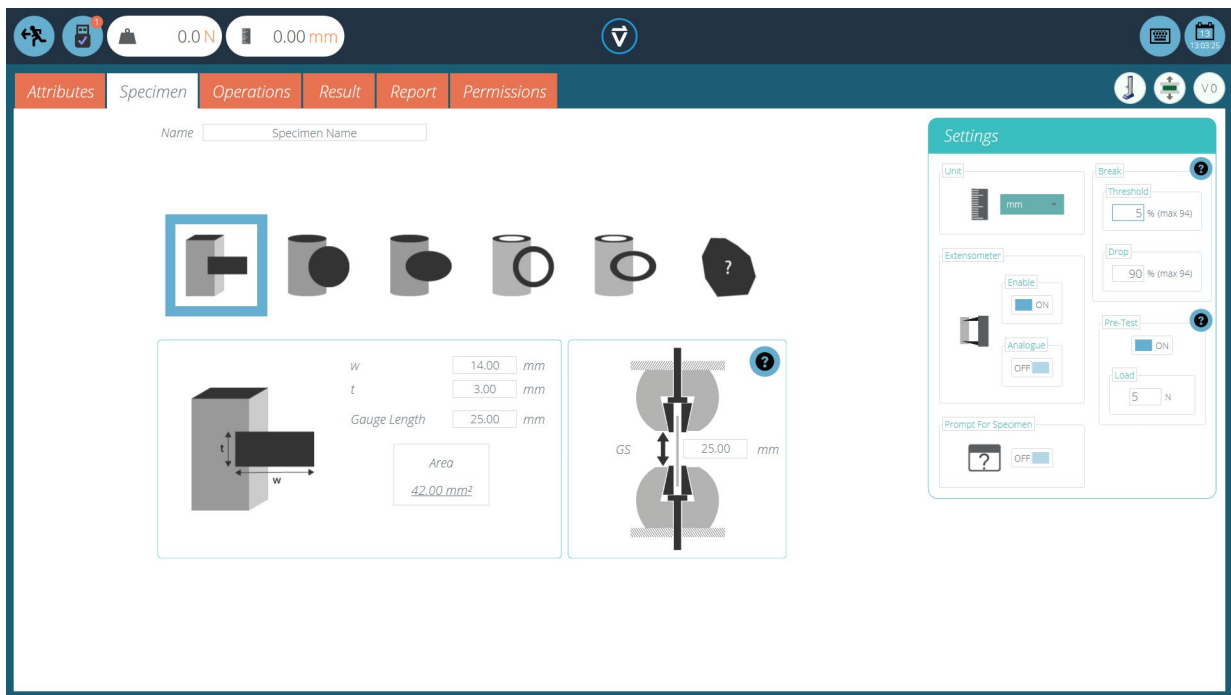 1
0.0 N
0.00 mm
13
13:03:25
Attributes
Specimen
Operations
Result
Report
Permissions
V 0
Name
Specimen Name
?
w
14.00 mm
t
3.00 mm
Gauge Length
25.00 mm
Area
42.00 mm²
t
w
?
GS
25.00 mm
Settings
Unit
mm
Extensometer
Enable
ON
Analogue
OFF
Prompt For Specimen
?
OFF
Break
?
Threshold
5 % (max 94)
Drop
90 % (max 94)
Pre-Test
?
ON
Load
5 N